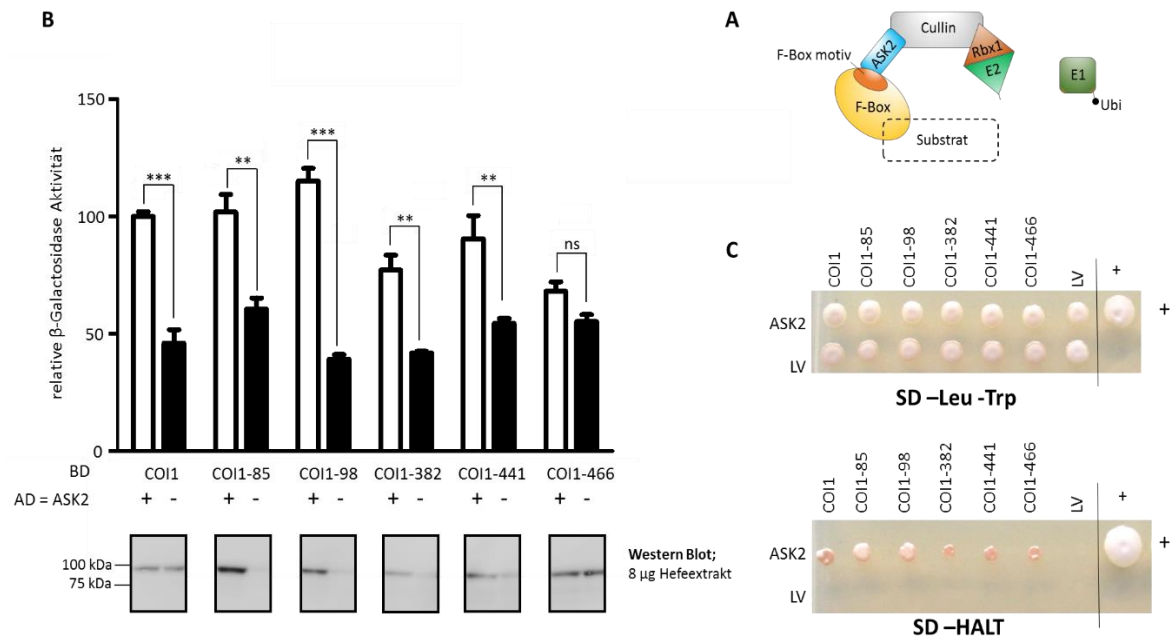 B
150
100
50
0
relative β-Galactosidase Aktivität
***
**
***
**
**
ns
BD COI1 COI1-85 COI1-98 COI1-382 COI1-441 COI1-466
AD = ASK2 + - + - + - + - + - + -
100 kDa
75 kDa
Western Blot;
8 µg Hefeextrakt
A
Cullin
ASK2
Rbx1
E2
F-Box motiv
F-Box
Substrat
E1
Ubi
C
COI1 COI1-85 COI1-98 COI1-382 COI1-441 COI1-466 LV +
ASK2 +
LV
SD –Leu -Trp
COI1 COI1-85 COI1-98 COI1-382 COI1-441 COI1-466 LV +
ASK2 +
LV
SD –HALT